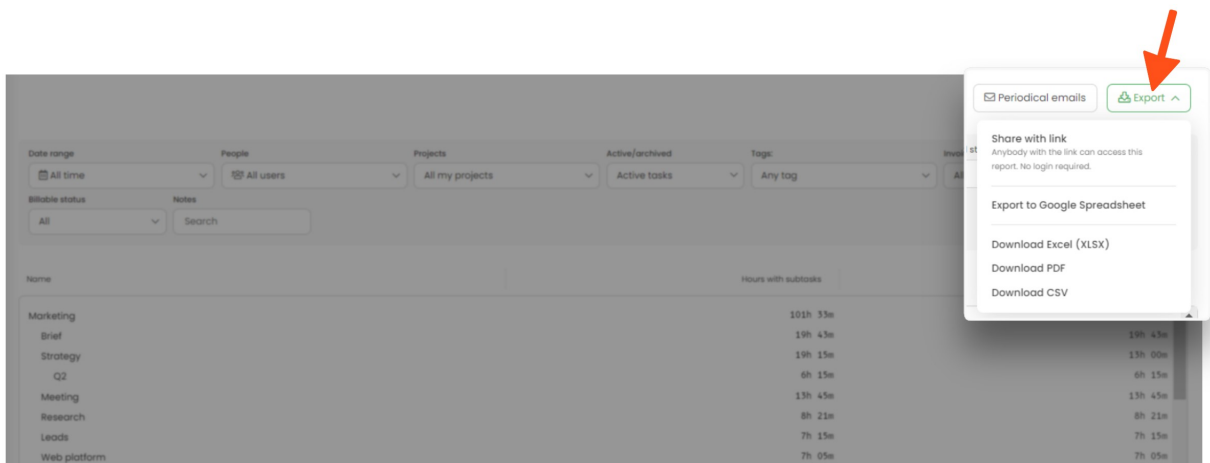 Periodical emails
Export
Share with link
Anybody with the link can access this
report. No login required.
Export to Google Spreadsheet
Download Excel (XLSX)
Download PDF
Download CSV
Date range People Projects Active/archived Tags:
All time All users All my projects Active tasks Any tag
Billable status Notes
All Search
Name Hours with subtasks
Marketing 101h 33m
Brief 19h 43m 19h 43m
Strategy 19h 15m 13h 00m
Q2 6h 15m 6h 15m
Meeting 13h 45m 13h 45m
Research 8h 21m 8h 21m
Leads 7h 15m 7h 15m
Web platform 7h 05m 7h 05m